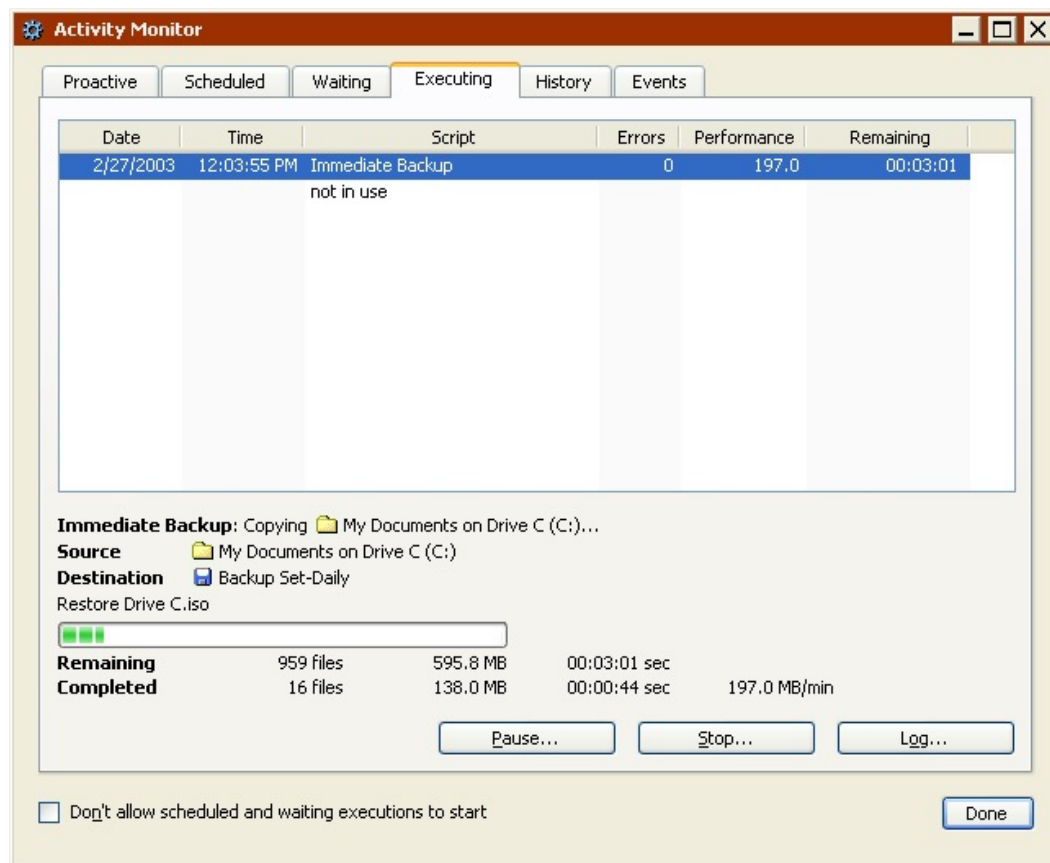 Activity Monitor
Proactive Scheduled Waiting Executing History Events
Date Time Script Errors Performance Remaining
2/27/2003 12:03:55 PM Immediate Backup 0 197.0 00:03:01
not in use
Immediate Backup: Copying My Documents on Drive C (C:)...
Source My Documents on Drive C (C:)
Destination Backup Set-Daily
Restore Drive C.iso
Remaining 959 files 595.8 MB 00:03:01 sec
Completed 16 files 138.0 MB 00:00:44 sec 197.0 MB/min
Pause... Stop... Log...
Don't allow scheduled and waiting executions to start Done